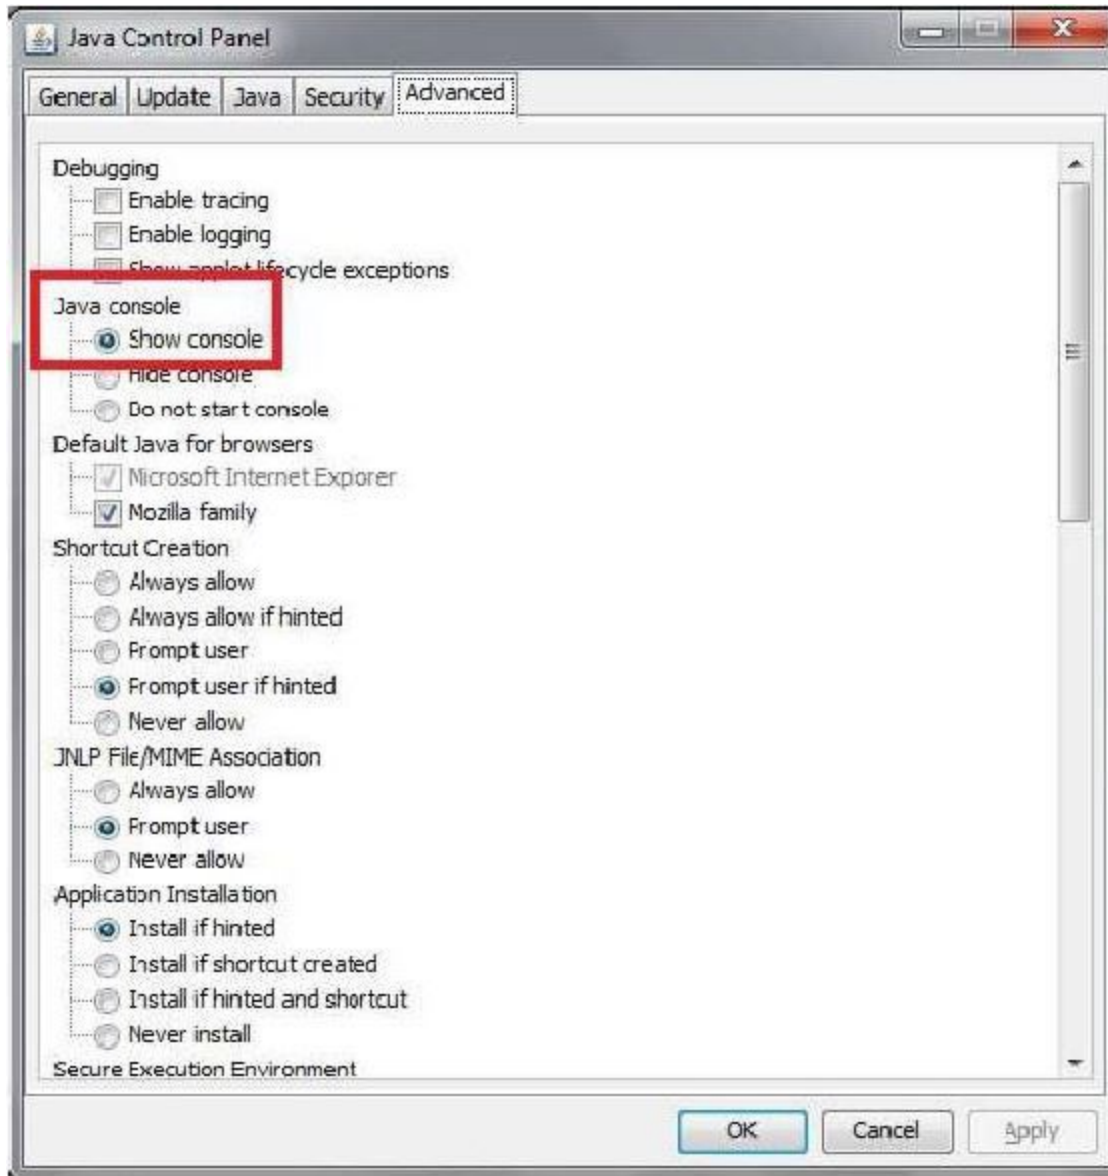 Java Control Panel
General Update Java Security Advanced
Debugging
Enable tracing
Enable logging
Show applet lifecycle exceptions
Java console
Show console
Hide console
Do not start console
Default Java for browsers
Microsoft Internet Exporer
Mozilla family
Shortcut Creation
Always allow
Always allow if hinted
Prompt user
Prompt user if hinted
Never allow
JNLP File/MIME Association
Always allow
Prompt user
Never allow
Application Installation
Install if hinted
Install if shortcut created
Install if hinted and shortcut
Never install
Secure Execution Environment
OK Cancel Apply